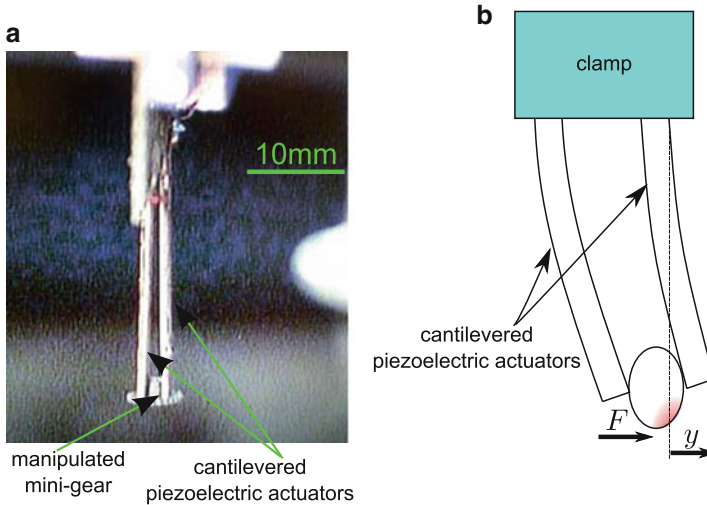 a
10mm
manipulated
mini-gear
cantilevered
piezoelectric actuators
b
clamp
cantilevered
piezoelectric actuators
F
y